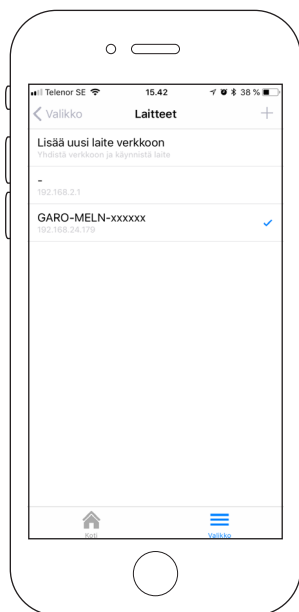 Telenor SE 15.42 38 %
Valikko Laitteet +
Lisää uusi laite verkkoon
Yhdistä verkkoon ja käynnistä laite
-
192.168.2.1
GARO-MELN-xxxxxx
192.168.24.179
Koti Valikko